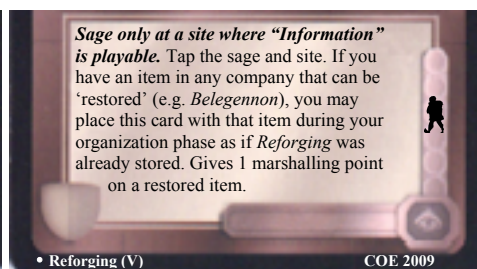 Sage only at a site where “Information”
is playable. Tap the sage and site. If you
have an item in any company that can be
‘restored’ (e.g. Belegennon), you may
place this card with that item during your
organization phase as if Reforging was
already stored. Gives 1 marshalling point
on a restored item.
• Reforging (V) COE 2009